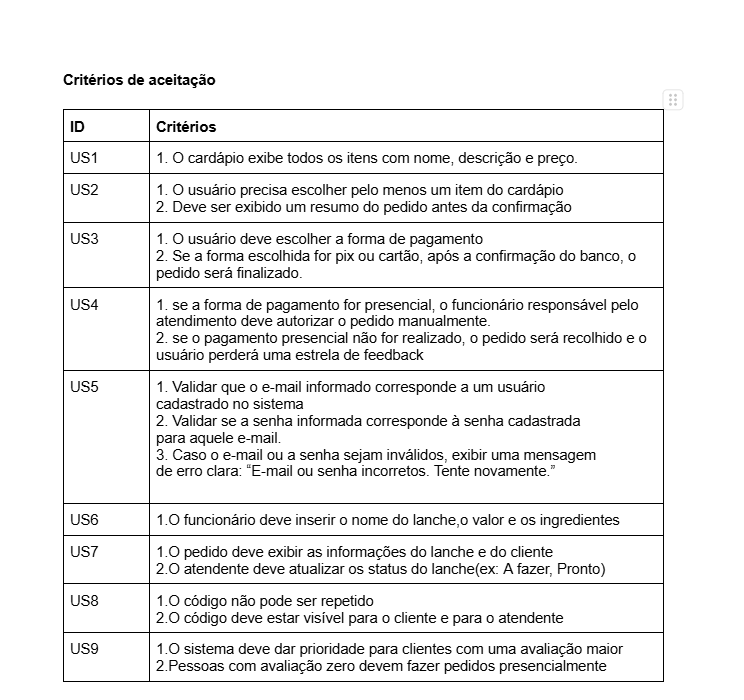 Critérios de aceitação
ID Critérios
US1 1. O cardápio exibe todos os itens com nome, descrição e preço.
US2 1. O usuário precisa escolher pelo menos um item do cardápio
2. Deve ser exibido um resumo do pedido antes da confirmação
US3 1. O usuário deve escolher a forma de pagamento
2. Se a forma escolhida for pix ou cartão, após a confirmação do banco, o
pedido será finalizado.
US4 1. se a forma de pagamento for presencial, o funcionário responsável pelo
atendimento deve autorizar o pedido manualmente.
2. se o pagamento presencial não for realizado, o pedido será recolhido e o
usuário perderá uma estrela de feedback
US5 1. Validar que o e-mail informado corresponde a um usuário
cadastrado no sistema
2. Validar se a senha informada corresponde à senha cadastrada
para aquele e-mail.
3. Caso o e-mail ou a senha sejam inválidos, exibir uma mensagem
de erro clara: “E-mail ou senha incorretos. Tente novamente.”
US6 1.O funcionário deve inserir o nome do lanche,o valor e os ingredientes
US7 1.O pedido deve exibir as informações do lanche e do cliente
2.O atendente deve atualizar os status do lanche(ex: A fazer, Pronto)
US8 1.O código não pode ser repetido
2.O código deve estar visível para o cliente e para o atendente
US9 1.O sistema deve dar prioridade para clientes com uma avaliação maior
2.Pessoas com avaliação zero devem fazer pedidos presencialmente